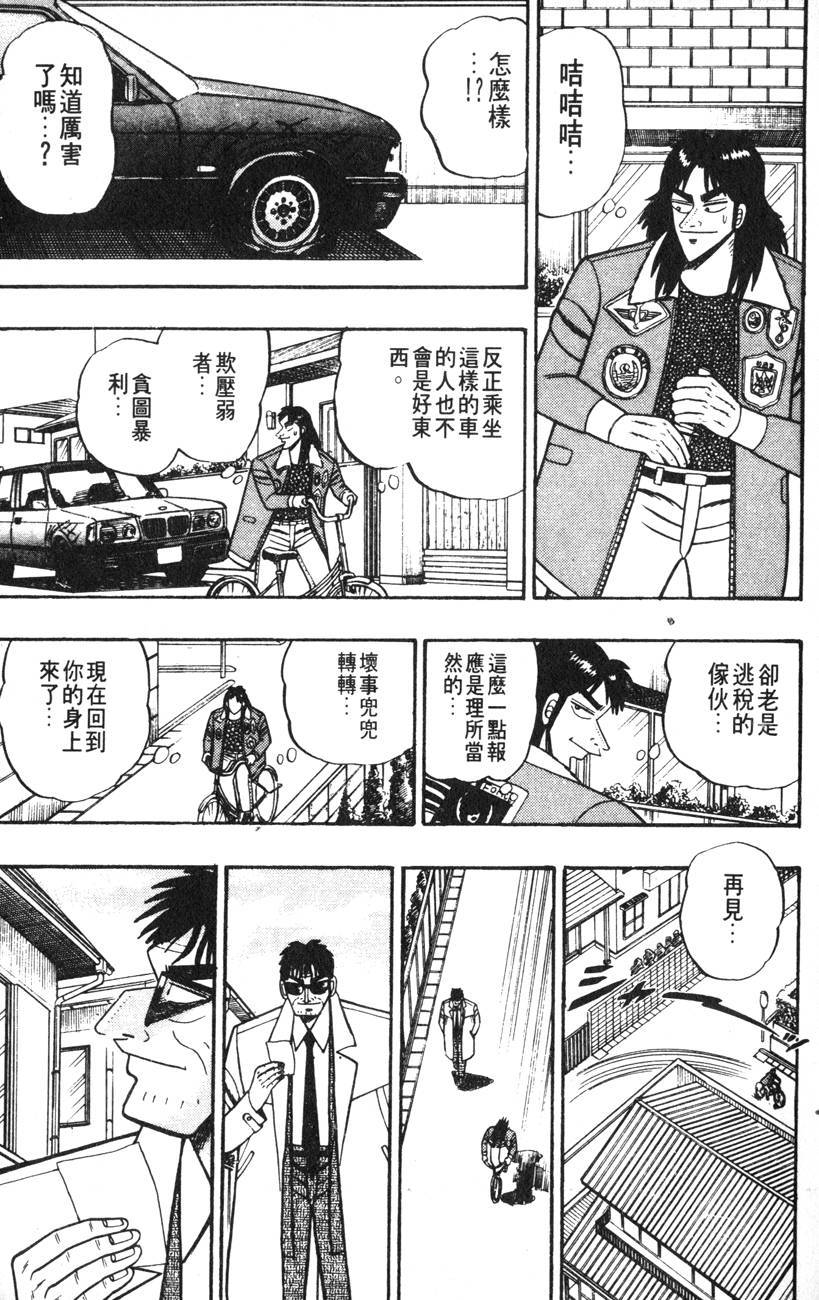 咭咭咭…
怎麼樣
…!?
知道厲害
了嗎…?
反正乘坐
這樣的車
的人也不
會是好東
西。
欺壓弱
者…
貪圖暴
利…
卻老是
逃稅的
傢伙…
這麼一點報
應是理所當
然的…
壞事兜兜
轉轉…
現在回到
你的身上
來了…
再見…